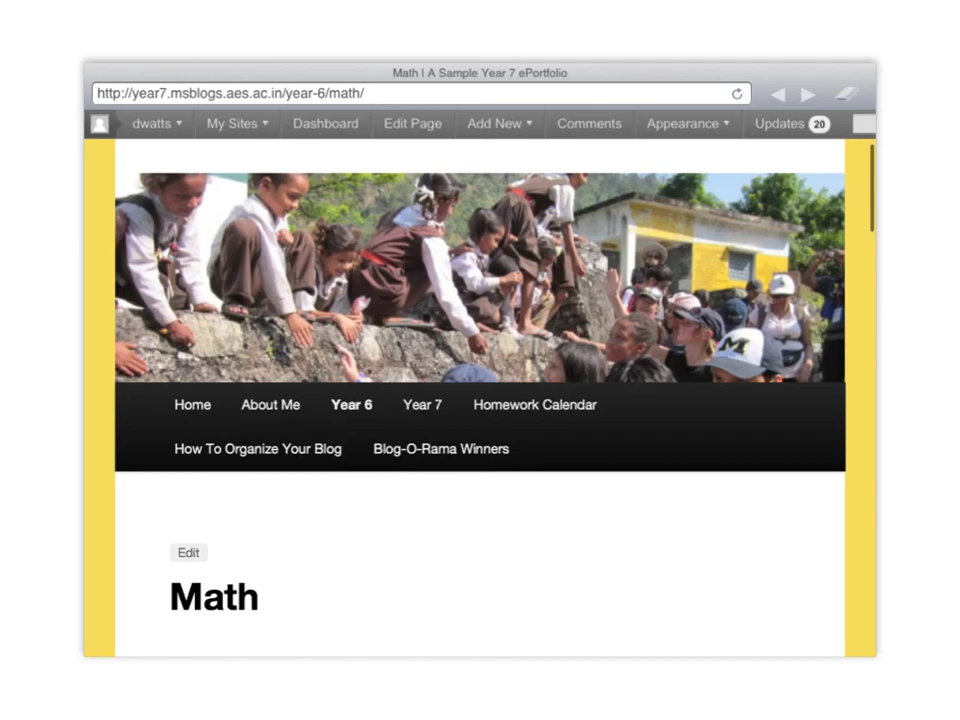 Math | A Sample Year 7 ePortfolio
http://year7.msblogs.aes.ac.in/year-6/math/
dwatts My Sites Dashboard Edit Page Add New Comments Appearance Updates 20
M
Home About Me Year 6 Year 7 Homework Calendar
How To Organize Your Blog Blog-O-Rama Winners
Edit
Math